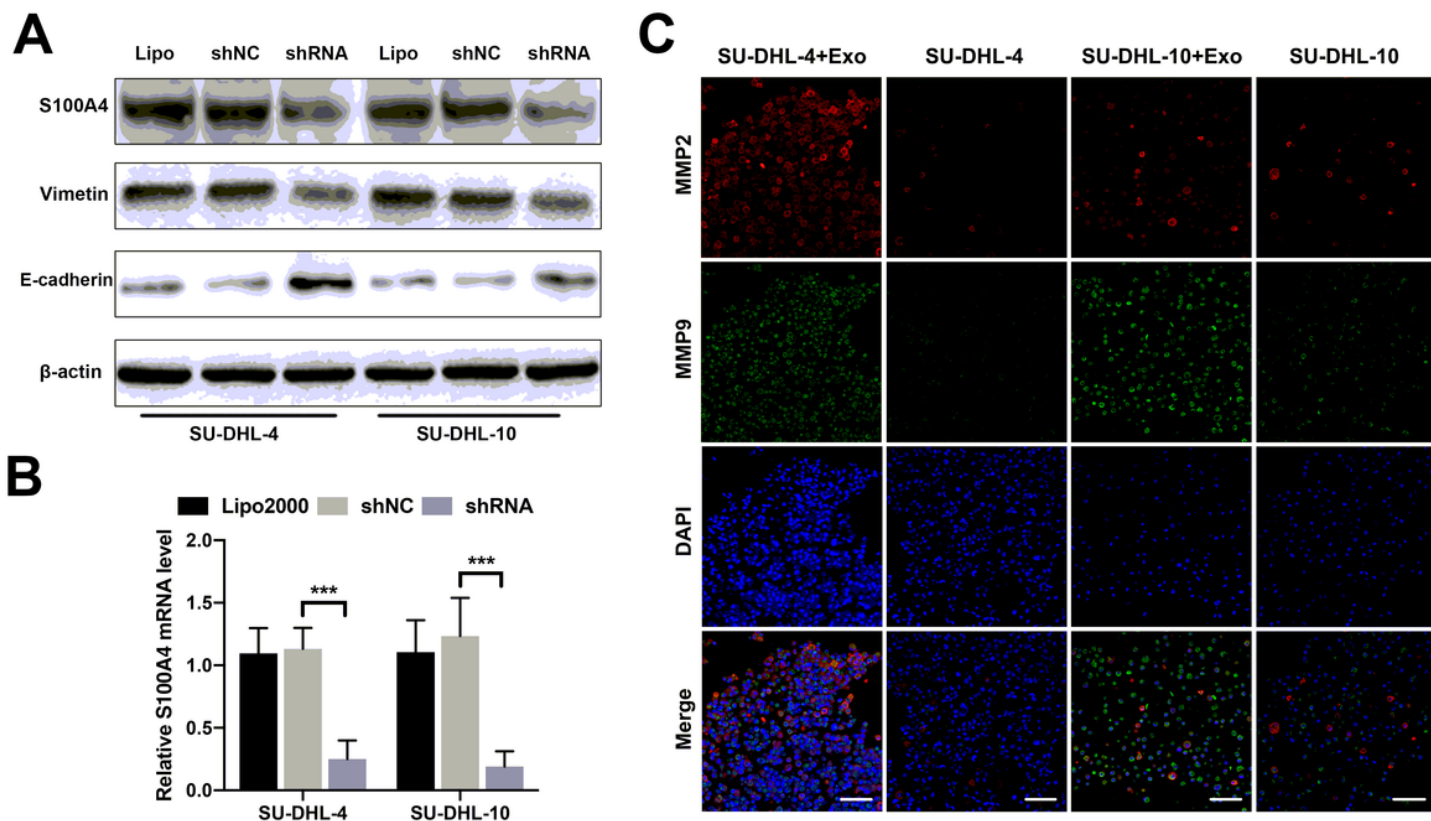 A
Lipo shNC shRNA Lipo shNC shRNA
S100A4
Vimetin
E-cadherin
β-actin
SU-DHL-4 SU-DHL-10
B
Lipo2000 shNC shRNA
Relative S100A4 mRNA level
2.0
1.5
1.0
0.5
0.0
***
***
SU-DHL-4 SU-DHL-10
C
SU-DHL-4+Exo SU-DHL-4 SU-DHL-10+Exo SU-DHL-10
MMP2
MMP9
DAPI
Merge